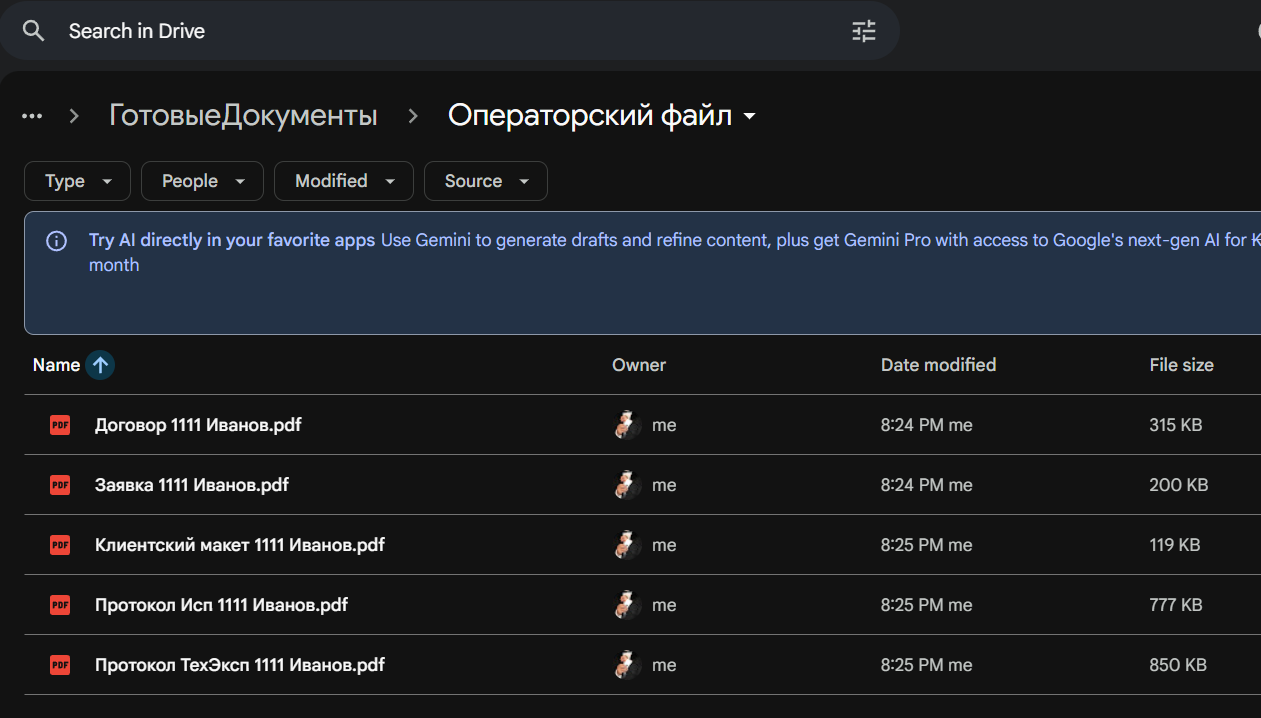 Search in Drive
ГотовыеДокументы
Операторский файл
Type
People
Modified
Source
Try AI directly in your favorite apps Use Gemini to generate drafts and refine content, plus get Gemini Pro with access to Google's next-gen AI for
month
Name Owner Date modified File size
PDF Договор 1111 Иванов.pdf me 8:24 PM me 315 KB
PDF Заявка 1111 Иванов.pdf me 8:24 PM me 200 KB
PDF Клиентский макет 1111 Иванов.pdf me 8:25 PM me 119 KB
PDF Протокол Исп 1111 Иванов.pdf me 8:25 PM me 777 KB
PDF Протокол ТехЭксп 1111 Иванов.pdf me 8:25 PM me 850 KB